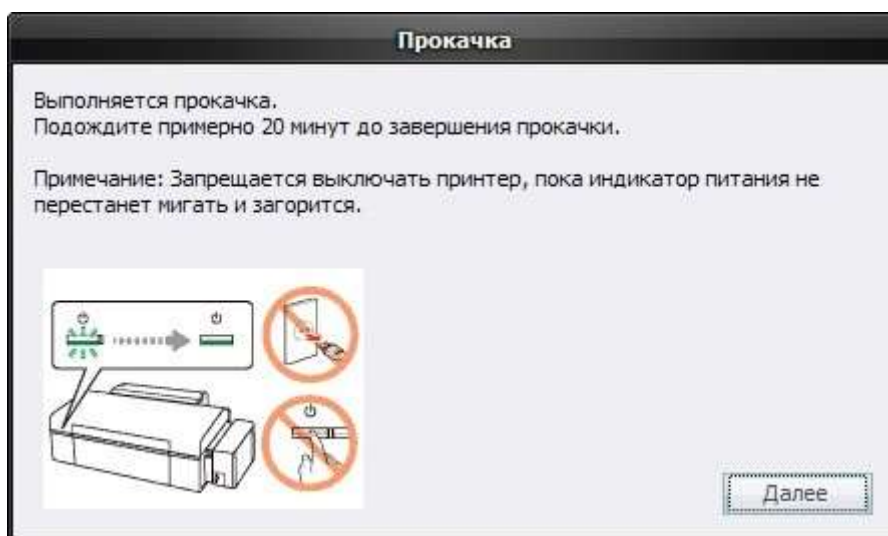 Прокачка
Выполняется прокачка.
Подождите примерно 20 минут до завершения прокачки.
Примечание: Запрещается выключать принтер, пока индикатор питания не
перестанет мигать и загорится.
Далее